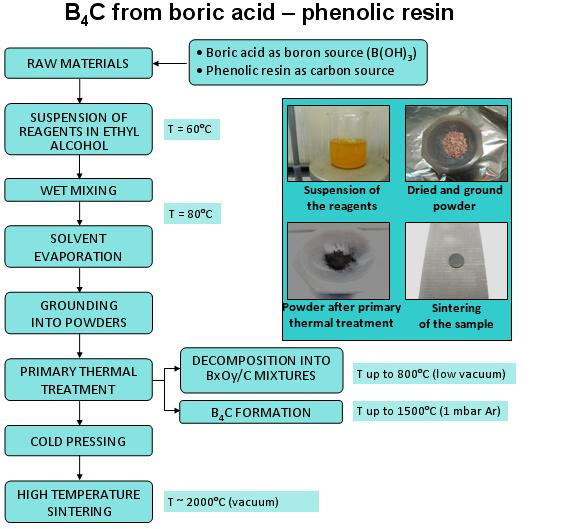 B4C from boric acid – phenolic resin
RAW MATERIALS
• Boric acid as boron source (B(OH)3)
• Phenolic resin as carbon source
SUSPENSION OF
REAGENTS IN ETHYL
ALCOHOL
T = 60°C
WET MIXING
T = 80°C
SOLVENT
EVAPORATION
GROUNDING
INTO POWDERS
Suspension of
the reagents
Dried and ground
powder
Powder after primary
thermal treatment
Sintering
of the sample
PRIMARY THERMAL
TREATMENT
DECOMPOSITION INTO
BxOy/C MIXTURES
T up to 800°C (low vacuum)
B4C FORMATION
T up to 1500°C (1 mbar Ar)
COLD PRESSING
HIGH TEMPERATURE
SINTERING
T ~ 2000°C (vacuum)